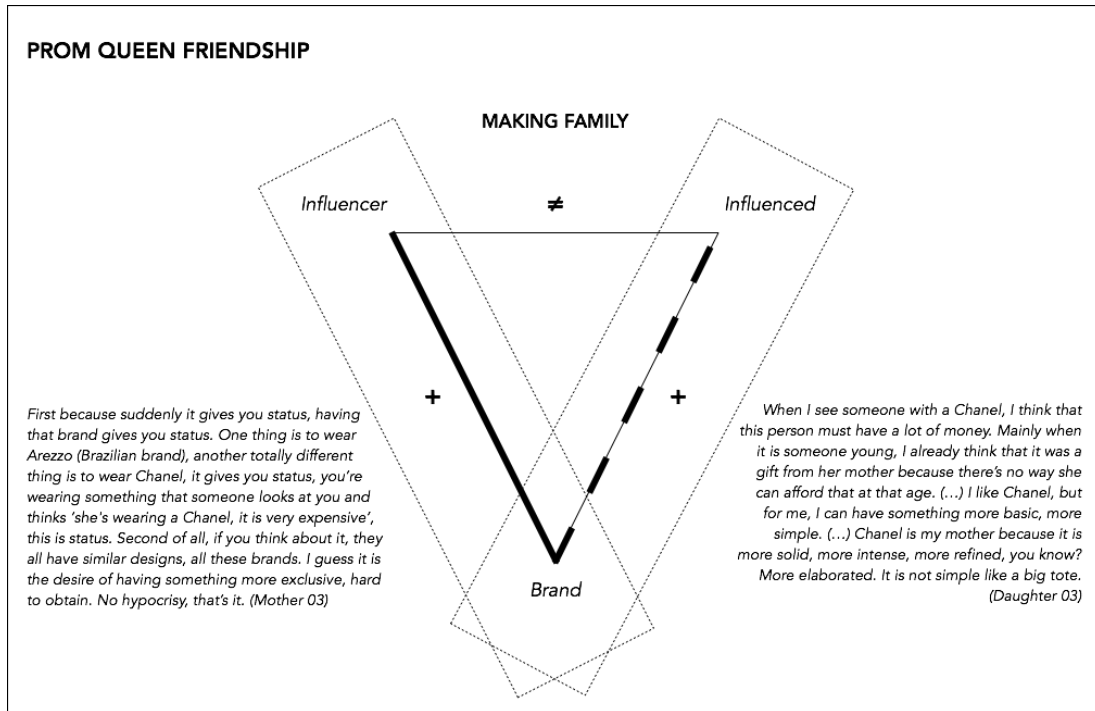 PROM QUEEN FRIENDSHIP
MAKING FAMILY
Influencer
≠
Influenced
+
+
First because suddenly it gives you status, having
that brand gives you status. One thing is to wear
Arezzo (Brazilian brand), another totally different
thing is to wear Chanel, it gives you status, you're
wearing something that someone looks at you and
thinks ‘she's wearing a Chanel, it is very expensive’,
this is status. Second of all, if you think about it, they
all have similar designs, all these brands. I guess it is
the desire of having something more exclusive, hard
to obtain. No hypocrisy, that’s it. (Mother 03)
When I see someone with a Chanel, I think that
this person must have a lot of money. Mainly when
it is someone young, I already think that it was a
gift from her mother because there’s no way she
can afford that at that age. (…) I like Chanel, but
for me, I can have something more basic, more
simple. (…) Chanel is my mother because it is
more solid, more intense, more refined, you know?
More elaborated. It is not simple like a big tote.
(Daughter 03)
Brand